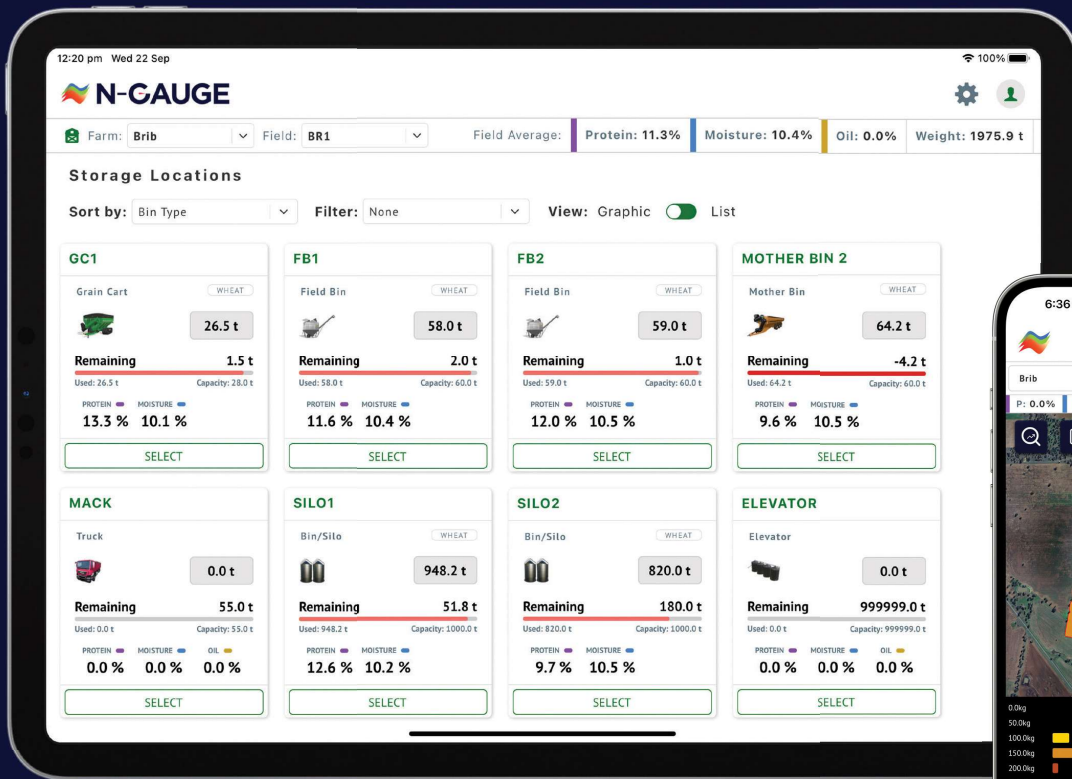 12:20 pm Wed 22 Sep
100%
N-GAUGE
Farm: Brib Field: BR1 Field Average: Protein: 11.3% Moisture: 10.4% Oil: 0.0% Weight: 1975.9 t
Storage Locations
Sort by: Bin Type Filter: None View: Graphic List
GC1
Grain Cart WHEAT
26.5 t
Remaining 1.5 t
Used: 26.5 t Capacity: 28.0 t
PROTEIN MOISTURE
13.3 % 10.1 %
SELECT
FB1
Field Bin WHEAT
58.0 t
Remaining 2.0 t
Used: 58.0 t Capacity: 60.0 t
PROTEIN MOISTURE
11.6 % 10.4 %
SELECT
FB2
Field Bin WHEAT
59.0 t
Remaining 1.0 t
Used: 59.0 t Capacity: 60.0 t
PROTEIN MOISTURE
12.0 % 10.5 %
SELECT
MOTHER BIN 2
Mother Bin WHEAT
64.2 t
Remaining -4.2 t
Used: 64.2 t Capacity: 60.0 t
PROTEIN MOISTURE
9.6 % 10.5 %
SELECT
MACK
Truck
0.0 t
Remaining 55.0 t
Used: 0.0 t Capacity: 55.0 t
PROTEIN MOISTURE OIL
0.0 % 0.0 % 0.0 %
SELECT
SILO1
Bin/Silo WHEAT
948.2 t
Remaining 51.8 t
Used: 948.2 t Capacity: 1000.0 t
PROTEIN MOISTURE
12.6 % 10.2 %
SELECT
SILO2
Bin/Silo WHEAT
820.0 t
Remaining 180.0 t
Used: 820.0 t Capacity: 1000.0 t
PROTEIN MOISTURE
9.7 % 10.5 %
SELECT
ELEVATOR
Elevator
0.0 t
Remaining 999999.0 t
Used: 0.0 t Capacity: 999999.0 t
PROTEIN MOISTURE OIL
0.0 % 0.0 % 0.0 %
SELECT
6:36
Brib
P: 0.0%
0.0kg
50.0kg
100.0kg
150.0kg
200.0kg